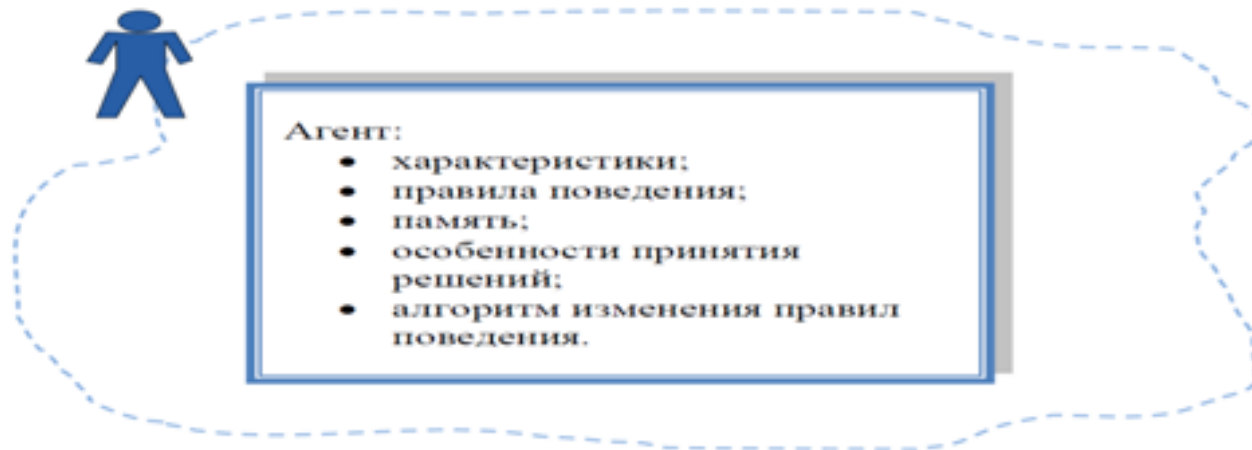 Агент:
• характеристики;
• правила поведения;
• память;
• особенности принятия
решений;
• алгоритм изменения правил
поведения.